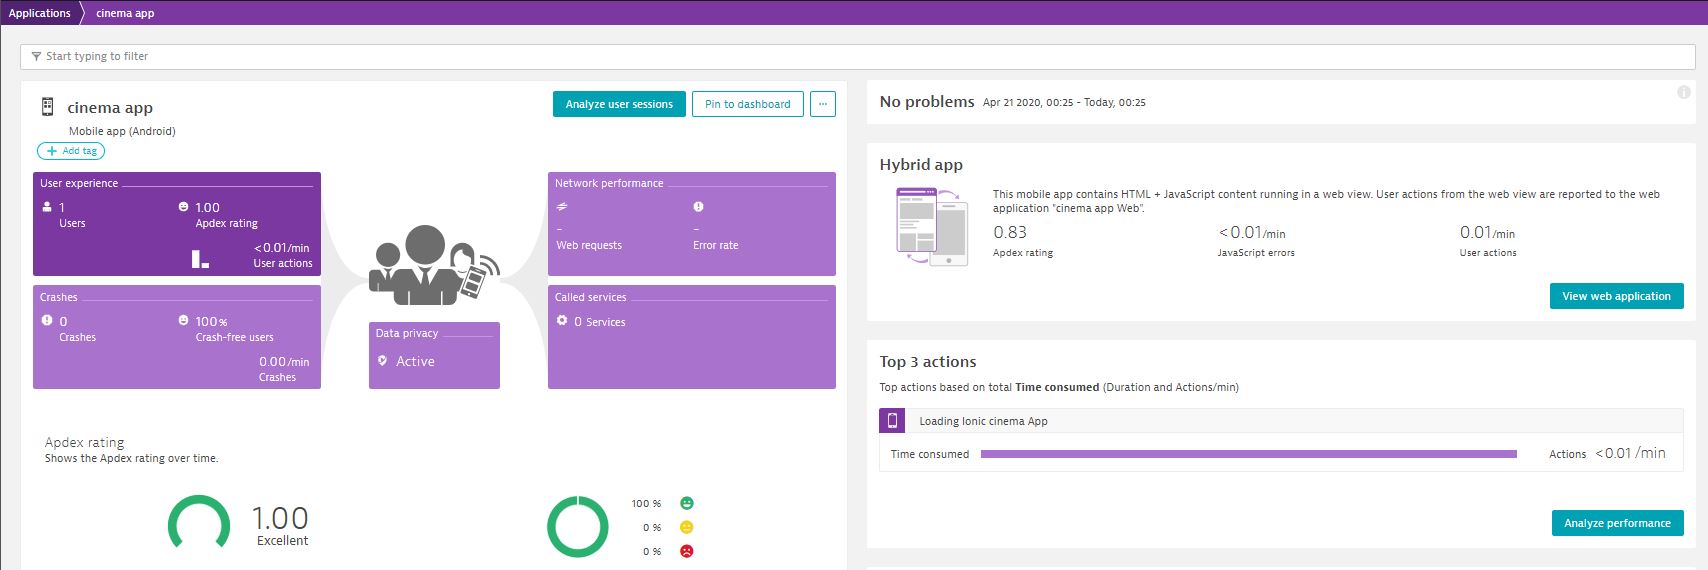 Applications
cinema app
Start typing to filter
cinema app
Mobile app (Android)
Add tag
Analyze user sessions
Pin to dashboard
...
User experience
1
Users
1.00
Apdex rating
<0.01/min
User actions
Crashes
0
Crashes
100%
Crash-free users
0.00/min
Crashes
Data privacy
Active
Network performance
-
Web requests
-
Error rate
Called services
0 Services
Apdex rating
Shows the Apdex rating over time.
1.00
Excellent
100 %
0 %
0 %
No problems Apr 21 2020, 00:25 - Today, 00:25
Hybrid app
This mobile app contains HTML + JavaScript content running in a web view. User actions from the web view are reported to the web
application "cinema app Web".
0.83
Apdex rating
<0.01/min
JavaScript errors
0.01/min
User actions
View web application
Top 3 actions
Top actions based on total Time consumed (Duration and Actions/min)
Loading Ionic cinema App
Time consumed
Actions <0.01 /min
Analyze performance